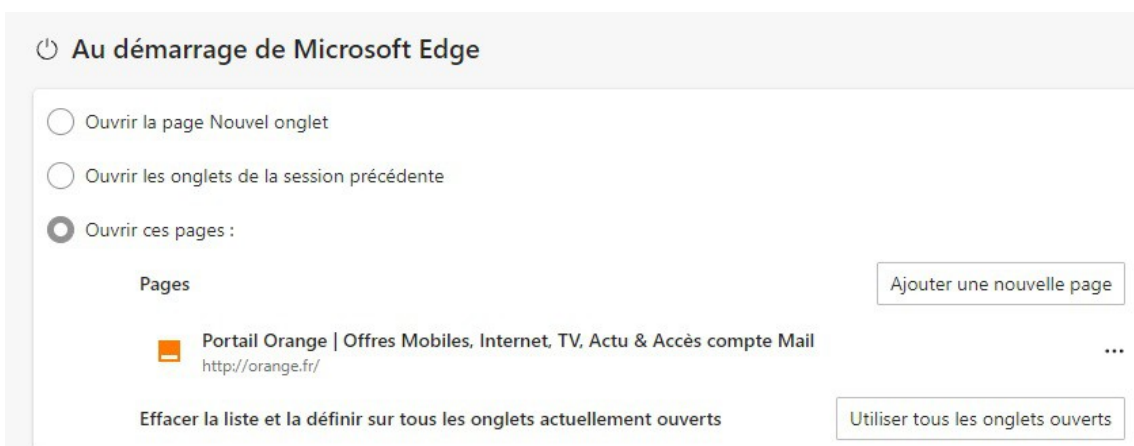 Au démarrage de Microsoft Edge
Ouvrir la page Nouvel onglet
Ouvrir les onglets de la session précédente
Ouvrir ces pages :
Pages
Ajouter une nouvelle page
Portail Orange | Offres Mobiles, Internet, TV, Actu & Accès compte Mail
http://orange.fr/
Effacer la liste et la définir sur tous les onglets actuellement ouverts
Utiliser tous les onglets ouverts